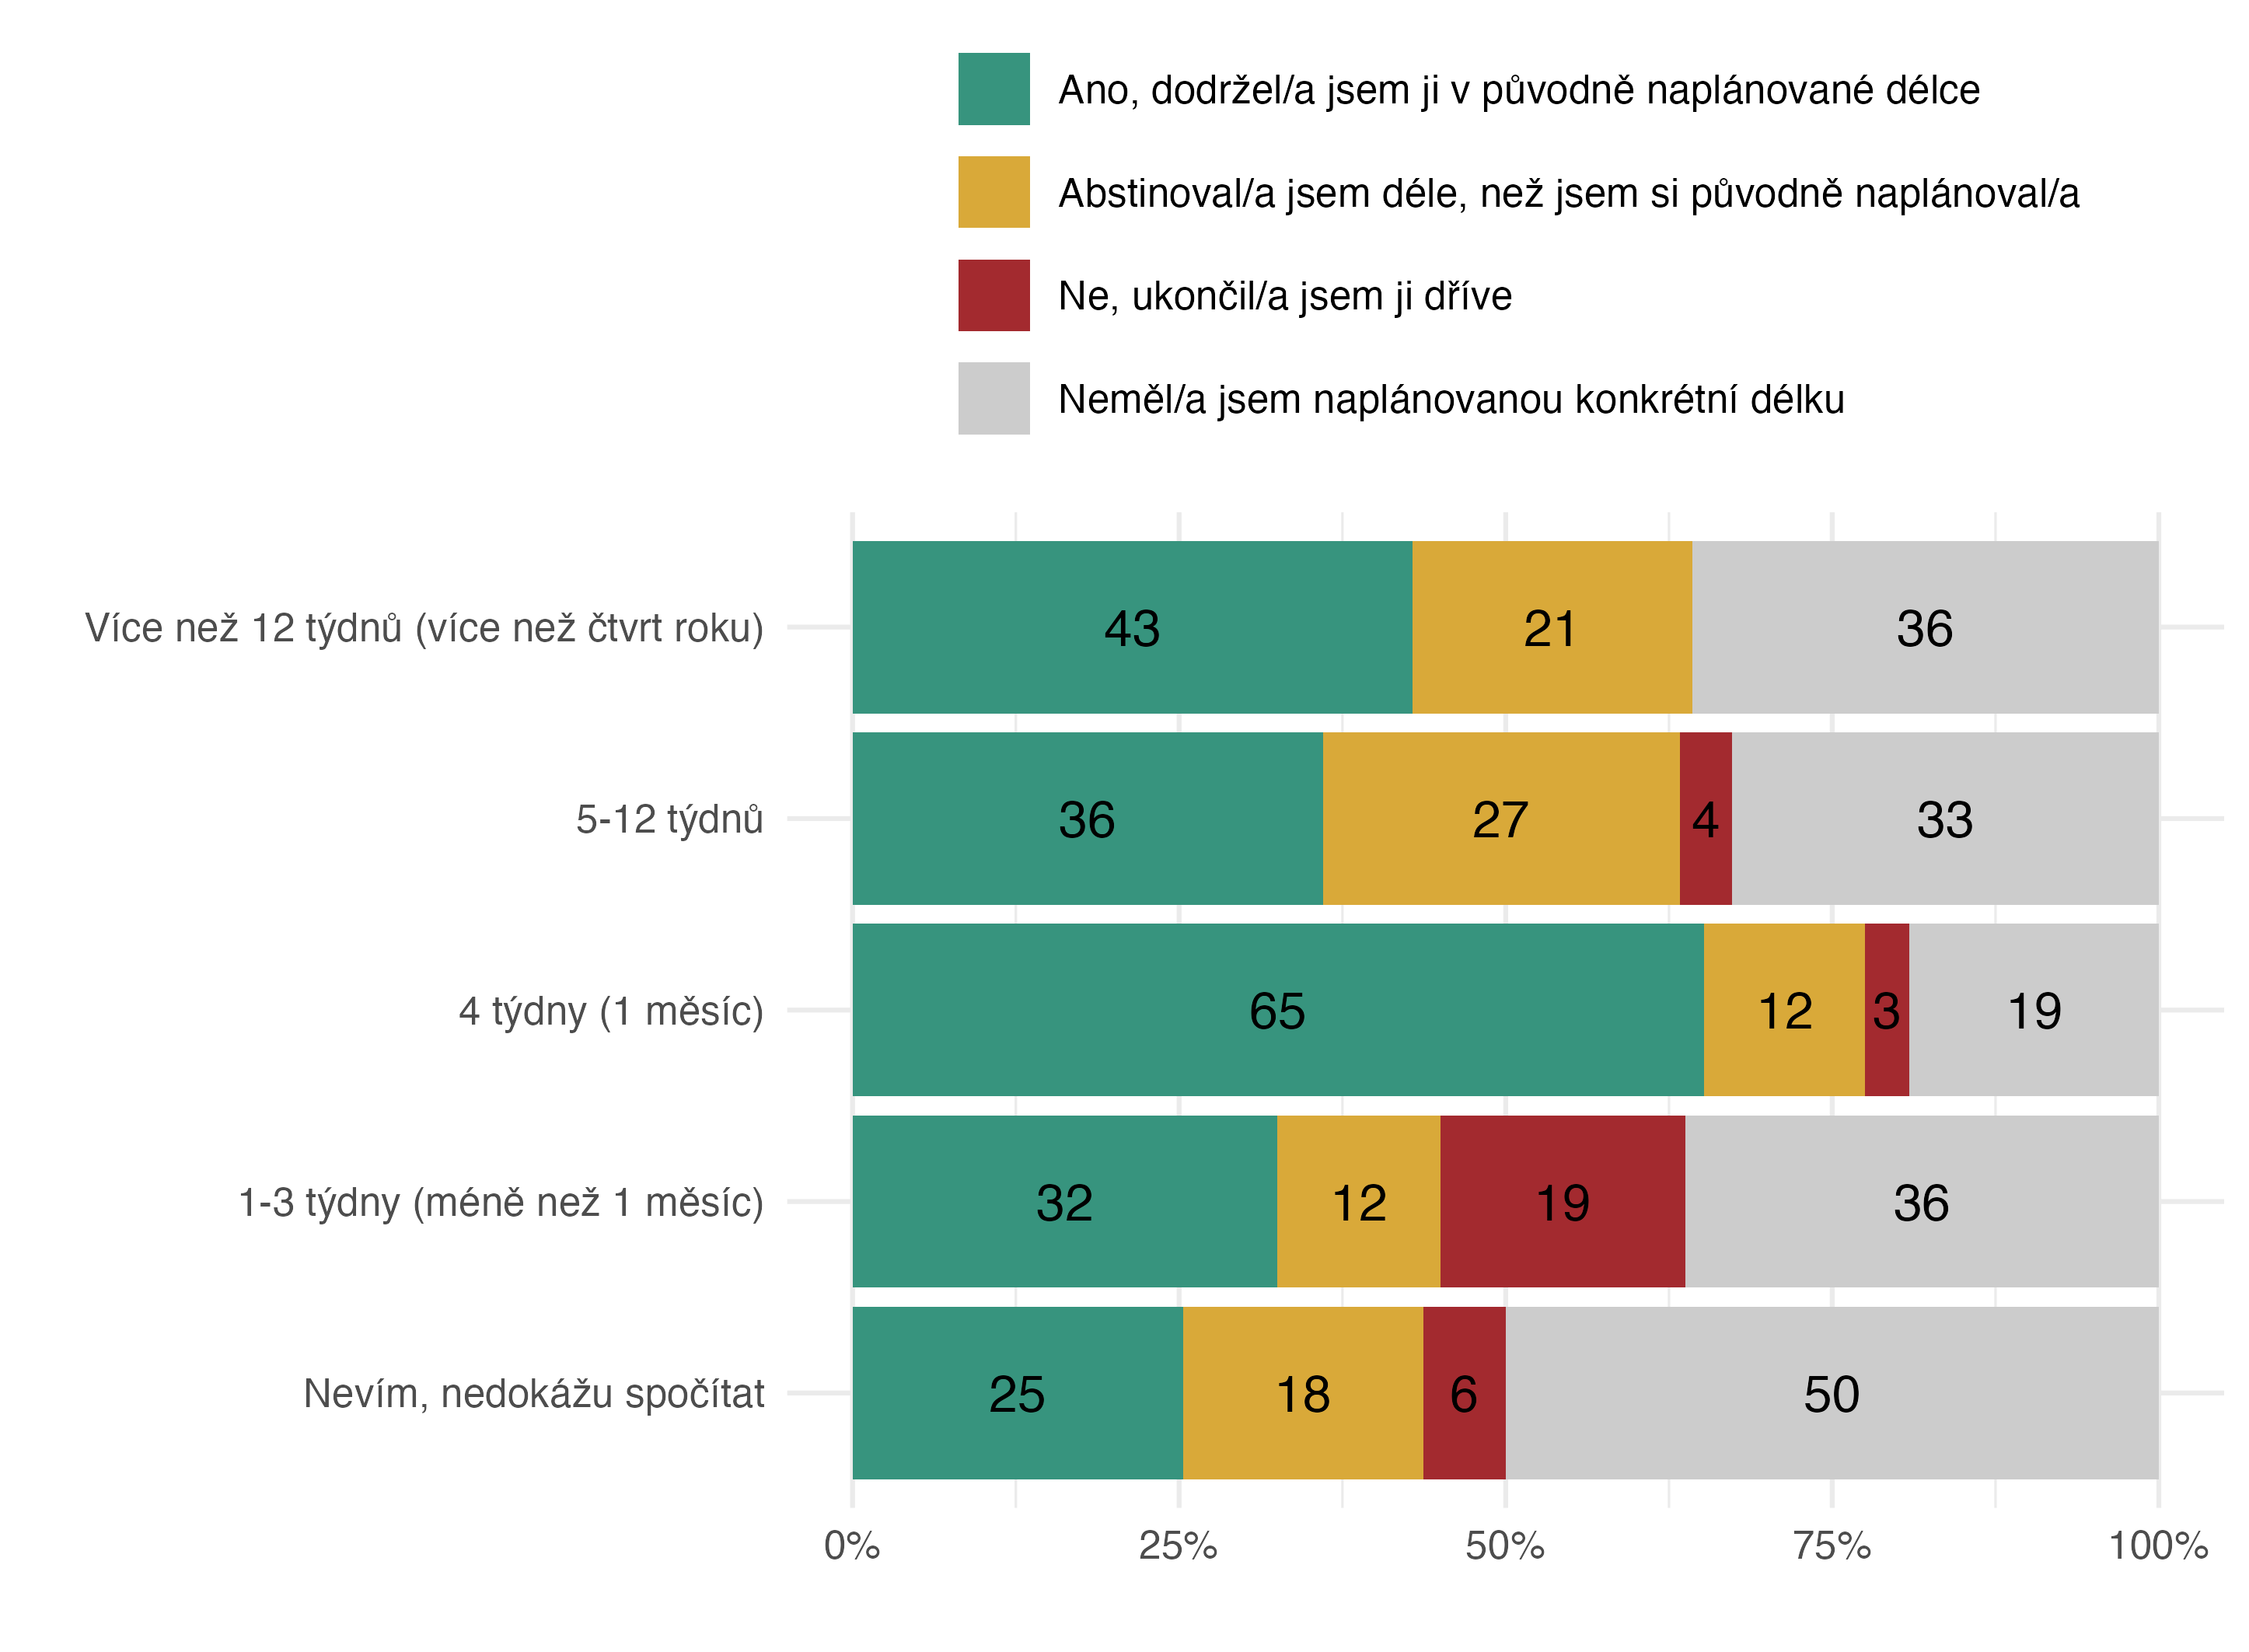 Ano, dodržel/a jsem ji v původně naplánované délce
Abstinoval/a jsem déle, než jsem si původně naplánoval/a
Ne, ukončil/a jsem ji dříve
Neměl/a jsem naplánovanou konkrétní délku
Více než 12 týdnů (více než čtvrt roku) 43 21 36
5-12 týdnů 36 27 4 33
4 týdny (1 měsíc) 65 12 3 19
1-3 týdny (méně než 1 měsíc) 32 12 19 36
Nevím, nedokážu spočítat 25 18 6 50
0% 25% 50% 75% 100%